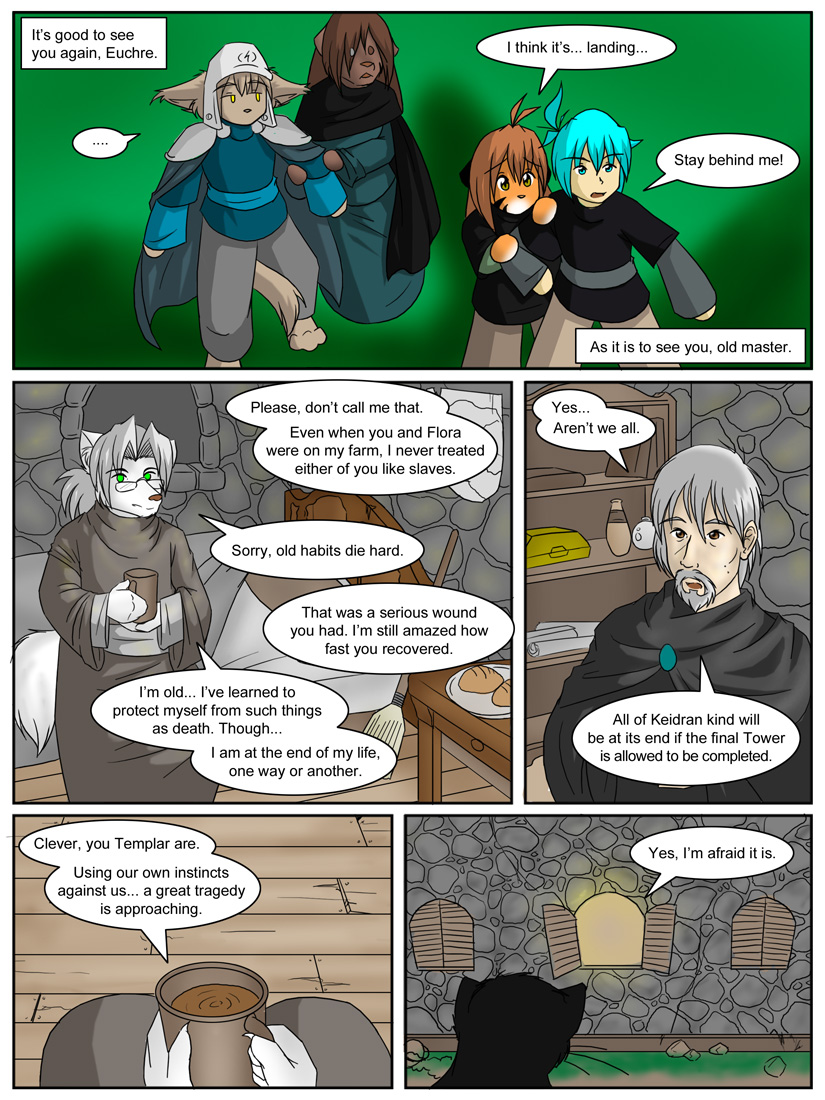 It's good to see
you again, Euchre.
....
I think it's... landing...
Stay behind me!
As it is to see you, old master.
Please, don't call me that.
Even when you and Flora
were on my farm, I never treated
either of you like slaves.
Sorry, old habits die hard.
That was a serious wound
you had. I'm still amazed how
fast you recovered.
I'm old... I've learned to
protect myself from such things
as death. Though...
I am at the end of my life,
one way or another.
Yes...
Aren't we all.
All of Keidran kind will
be at its end if the final Tower
is allowed to be completed.
Clever, you Templar are.
Using our own instincts
against us... a great tragedy
is approaching.
Yes, I'm afraid it is.